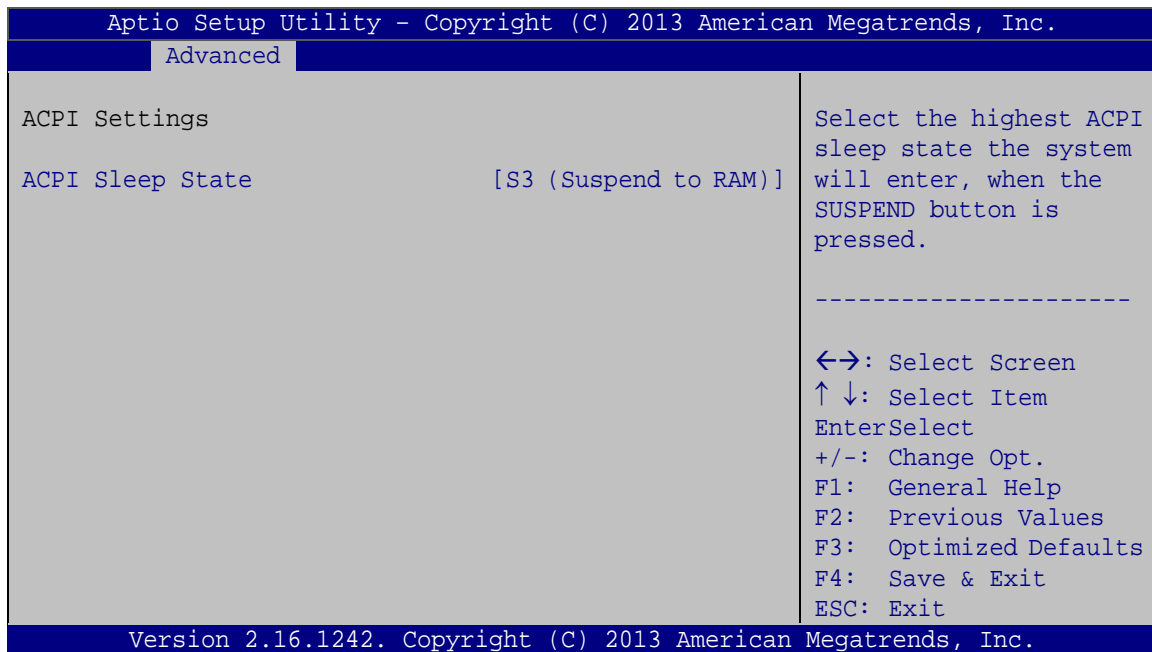 Aptio Setup Utility – Copyright (C) 2013 American Megatrends, Inc.
Advanced
ACPI Settings
ACPI Sleep State [S3 (Suspend to RAM)]
Select the highest ACPI
sleep state the system
will enter, when the
SUSPEND button is
pressed.
----------------------
←→: Select Screen
↑ ↓: Select Item
EnterSelect
+/-: Change Opt.
F1: General Help
F2: Previous Values
F3: Optimized Defaults
F4: Save & Exit
ESC: Exit
Version 2.16.1242. Copyright (C) 2013 American Megatrends, Inc.